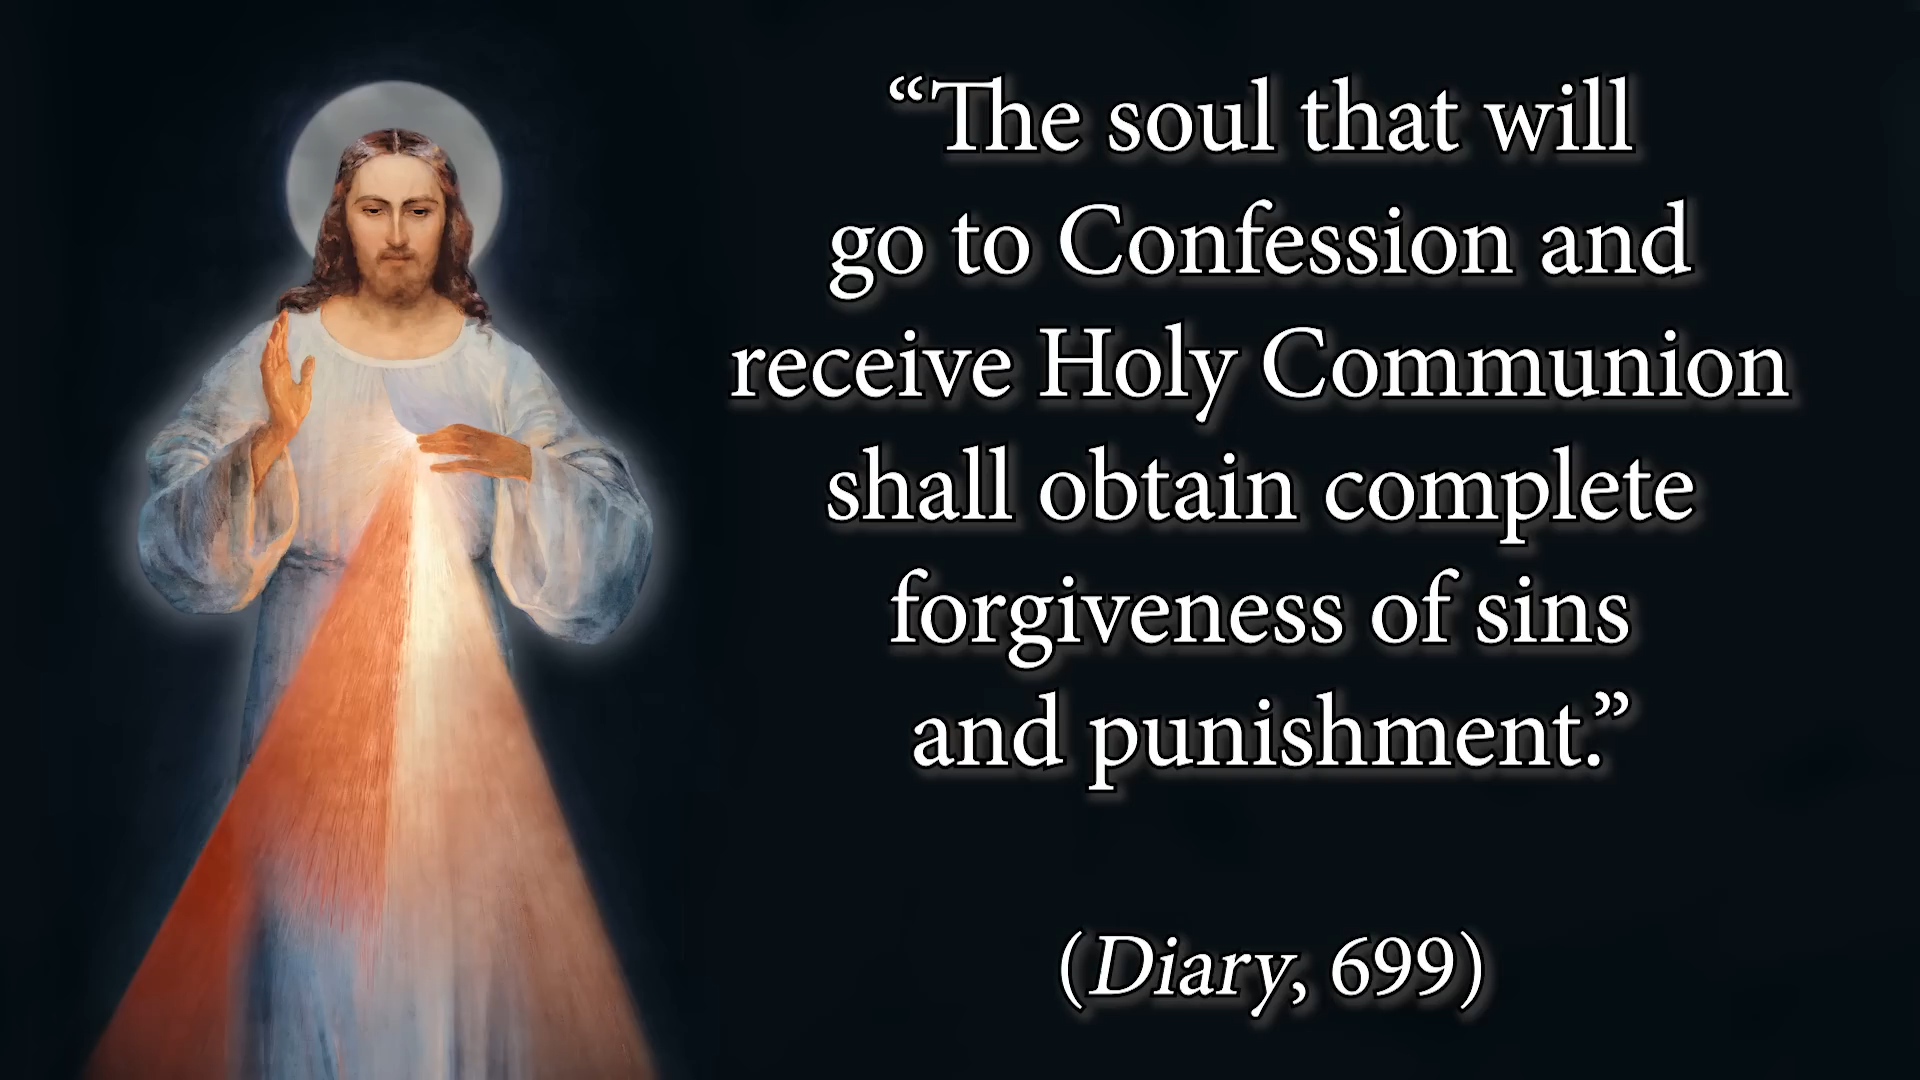 “The soul that will
go to Confession and
receive Holy Communion
shall obtain complete
forgiveness of sins
and punishment.”
(Diary, 699)